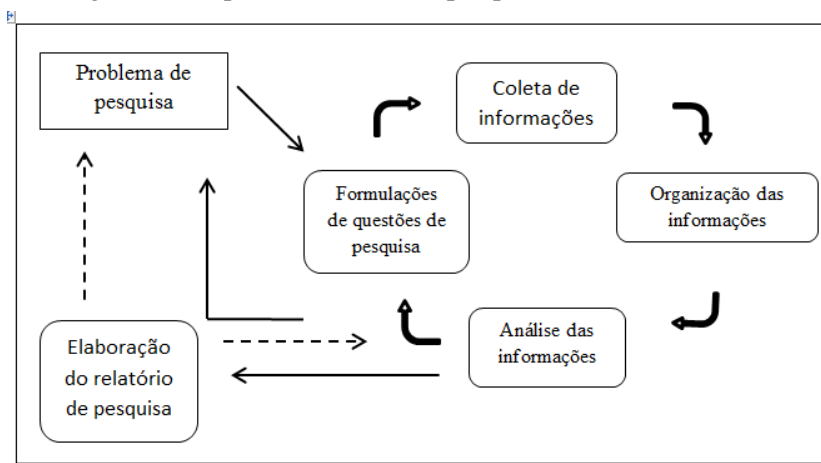 Problema de
pesquisa
Coleta de
informações
Formulações
de questões de
pesquisa
Organização das
informações
Análise das
informações
Elaboração
do relatório
de pesquisa